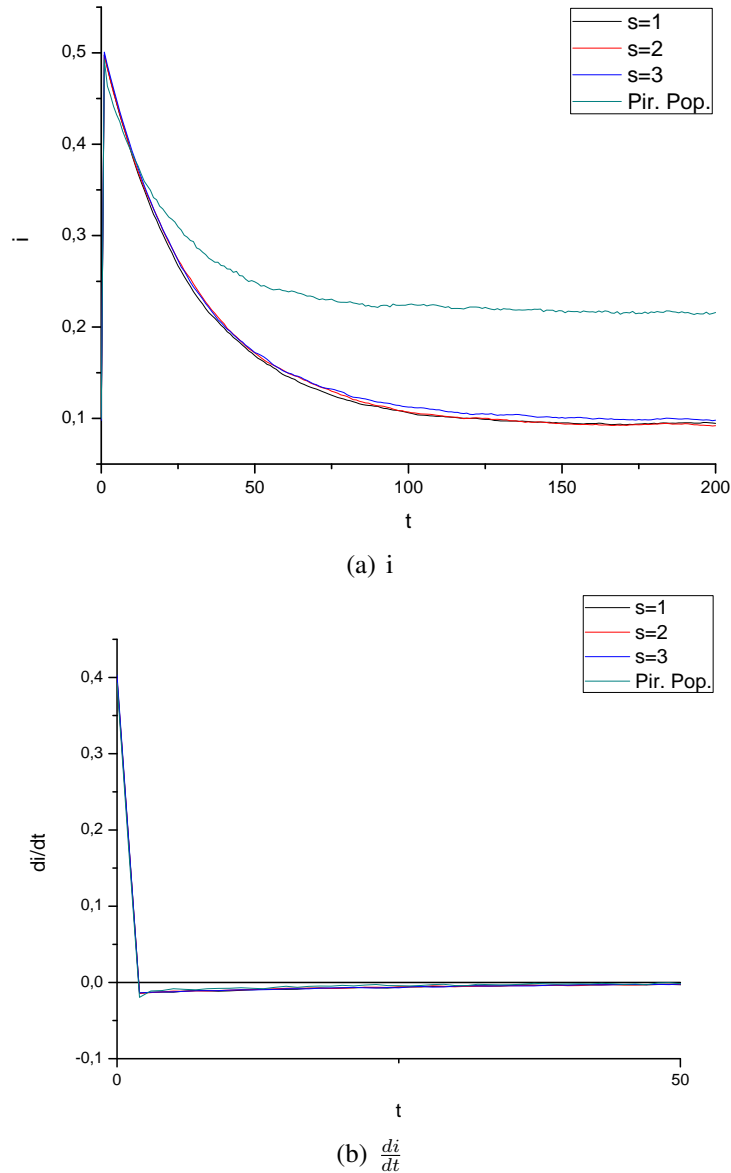 s=1
s=2
s=3
Pir. Pop.
0,5
0,4
0,3
0,2
0,1
i
0
50
100
150
200
t
(a) i
s=1
s=2
s=3
Pir. Pop.
0,4
0,3
0,2
0,1
0,0
-0,1
di/dt
0
50
t
(b) di/dt